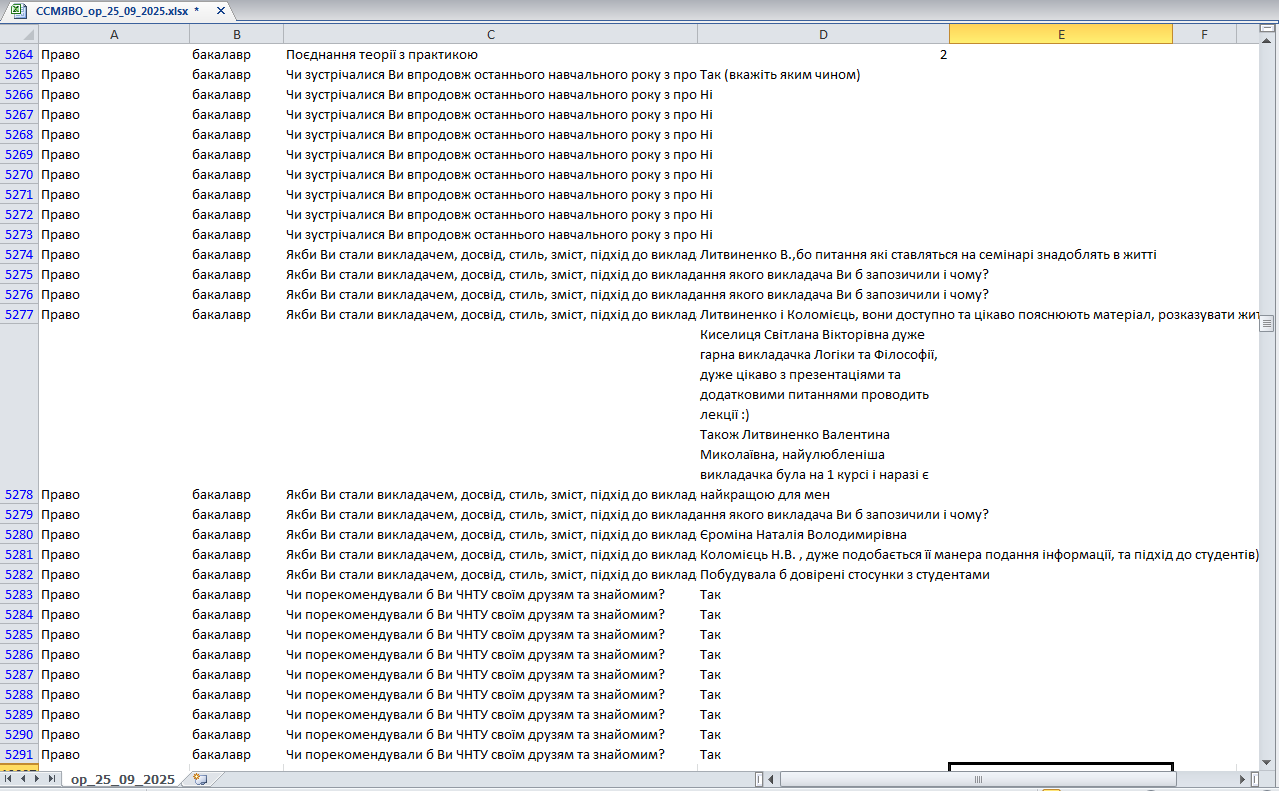 ССМЯВО_ор_25_09_2025.xlsx *
A B C D E F
5264 Право бакалавр Поєднання теорії з практикою 2
5265 Право бакалавр Чи зустрічалися Ви впродовж останнього навчального року з про Так (вкажіть яким чином)
5266 Право бакалавр Чи зустрічалися Ви впродовж останнього навчального року з про Ні
5267 Право бакалавр Чи зустрічалися Ви впродовж останнього навчального року з про Ні
5268 Право бакалавр Чи зустрічалися Ви впродовж останнього навчального року з про Ні
5269 Право бакалавр Чи зустрічалися Ви впродовж останнього навчального року з про Ні
5270 Право бакалавр Чи зустрічалися Ви впродовж останнього навчального року з про Ні
5271 Право бакалавр Чи зустрічалися Ви впродовж останнього навчального року з про Ні
5272 Право бакалавр Чи зустрічалися Ви впродовж останнього навчального року з про Ні
5273 Право бакалавр Чи зустрічалися Ви впродовж останнього навчального року з про Ні
5274 Право бакалавр Якби Ви стали викладачем, досвід, стиль, зміст, підхід до виклад Литвиненко В.,бо питання які ставляться на семінарі знадоблять в житті
5275 Право бакалавр Якби Ви стали викладачем, досвід, стиль, зміст, підхід до викладання якого викладача Ви б запозичили і чому?
5276 Право бакалавр Якби Ви стали викладачем, досвід, стиль, зміст, підхід до викладання якого викладача Ви б запозичили і чому?
5277 Право бакалавр Якби Ви стали викладачем, досвід, стиль, зміст, підхід до виклад Литвиненко і Коломієць, вони доступно та цікаво пояснюють матеріал, розказувати жит
Киселиця Світлана Вікторівна дуже
гарна викладачка Логіки та Філософії,
дуже цікаво з презентаціями та
додатковими питаннями проводить
лекції :)
Також Литвиненко Валентина
Миколаївна, найулюбленіша
викладачка була на 1 курсі і наразі є
5278 Право бакалавр Якби Ви стали викладачем, досвід, стиль, зміст, підхід до виклад найкращою для мен
5279 Право бакалавр Якби Ви стали викладачем, досвід, стиль, зміст, підхід до викладання якого викладача Ви б запозичили і чому?
5280 Право бакалавр Якби Ви стали викладачем, досвід, стиль, зміст, підхід до виклад Єроміна Наталія Володимирівна
5281 Право бакалавр Якби Ви стали викладачем, досвід, стиль, зміст, підхід до виклад Коломієць Н.В. , дуже подобається її манера подання інформації, та підхід до студентів)
5282 Право бакалавр Якби Ви стали викладачем, досвід, стиль, зміст, підхід до виклад Побудувала б довірені стосунки з студентами
5283 Право бакалавр Чи порекомендували б Ви ЧНТУ своїм друзям та знайомим? Так
5284 Право бакалавр Чи порекомендували б Ви ЧНТУ своїм друзям та знайомим? Так
5285 Право бакалавр Чи порекомендували б Ви ЧНТУ своїм друзям та знайомим? Так
5286 Право бакалавр Чи порекомендували б Ви ЧНТУ своїм друзям та знайомим? Так
5287 Право бакалавр Чи порекомендували б Ви ЧНТУ своїм друзям та знайомим? Так
5288 Право бакалавр Чи порекомендували б Ви ЧНТУ своїм друзям та знайомим? Так
5289 Право бакалавр Чи порекомендували б Ви ЧНТУ своїм друзям та знайомим? Так
5290 Право бакалавр Чи порекомендували б Ви ЧНТУ своїм друзям та знайомим? Так
5291 Право бакалавр Чи порекомендували б Ви ЧНТУ своїм друзям та знайомим? Так
op_25_09_2025